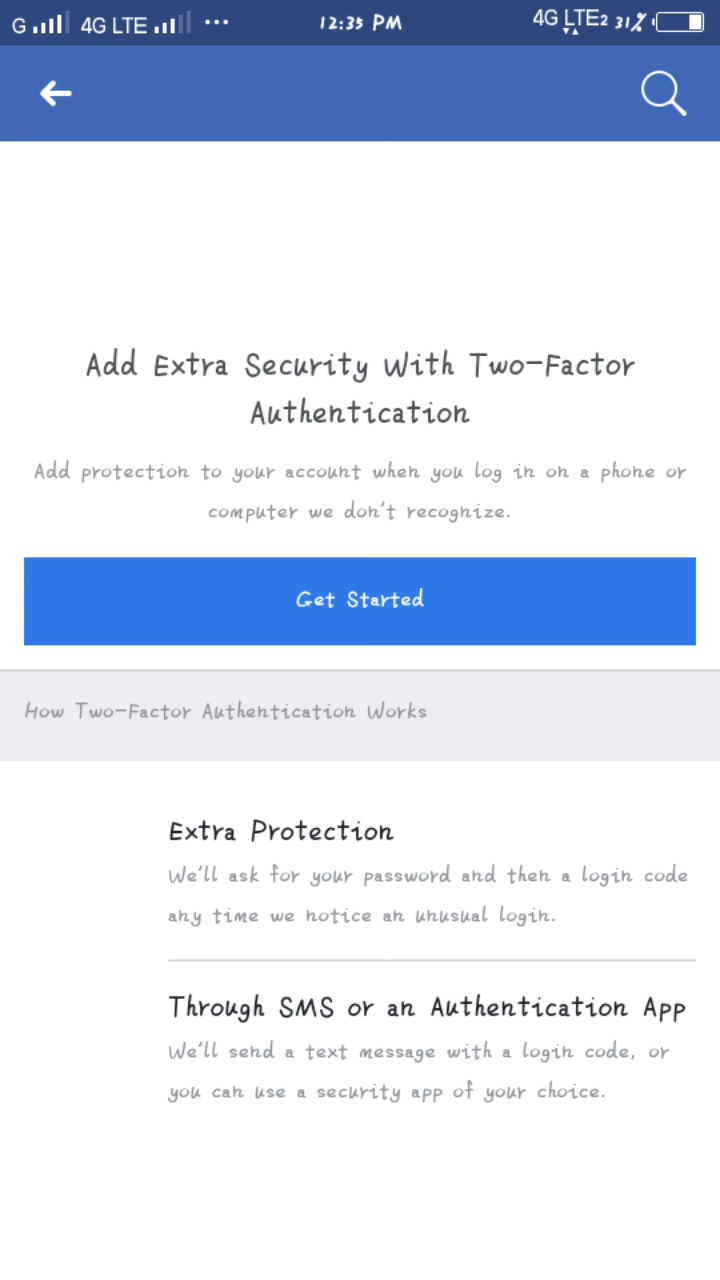 G 4G LTE ... 12:35 PM 4G LTE2 31%
Add Extra Security With Two-Factor
Authentication
Add protection to your account when you log in on a phone or
computer we don't recognize.
Get Started
How Two-Factor Authentication Works
Extra Protection
We'll ask for your password and then a login code
any time we notice an unusual login.
Through SMS or an Authentication App
We'll send a text message with a login code, or
you can use a security app of your choice.